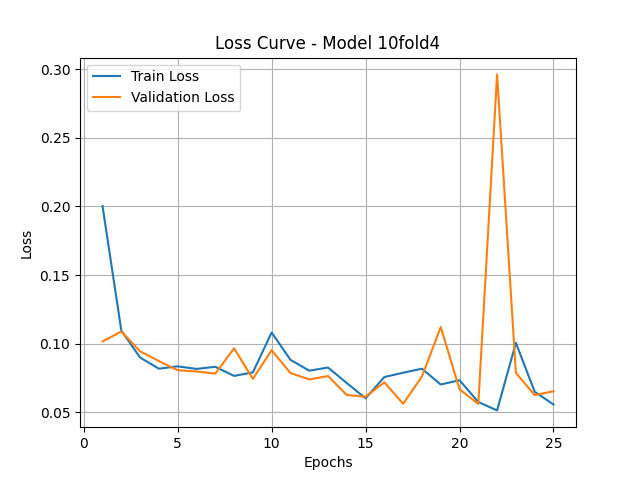 Loss Curve - Model 10fold4
Train Loss
Validation Loss
0.30
0.25
0.20
0.15
0.10
0.05
Loss
0 5 10 15 20 25
Epochs